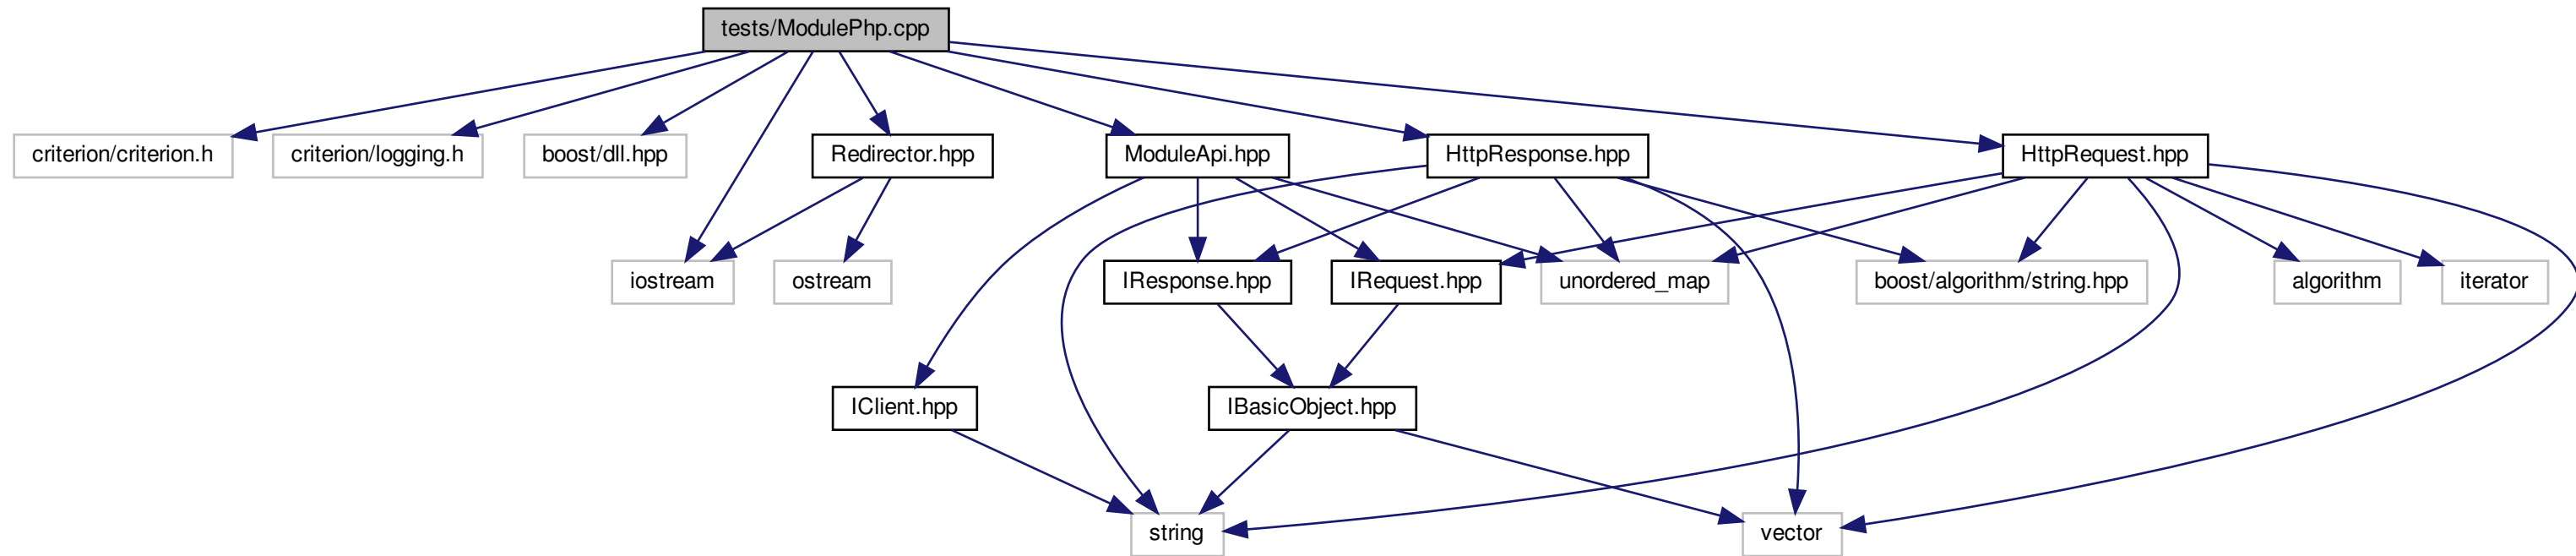 tests/ModulePhp.cpp
criterion/criterion.h
criterion/logging.h
boost/dll.hpp
Redirector.hpp
ModuleApi.hpp
HttpResponse.hpp
HttpRequest.hpp
iostream
ostream
IResponse.hpp
IRequest.hpp
unordered_map
boost/algorithm/string.hpp
algorithm
iterator
IClient.hpp
IBasicObject.hpp
string
vector